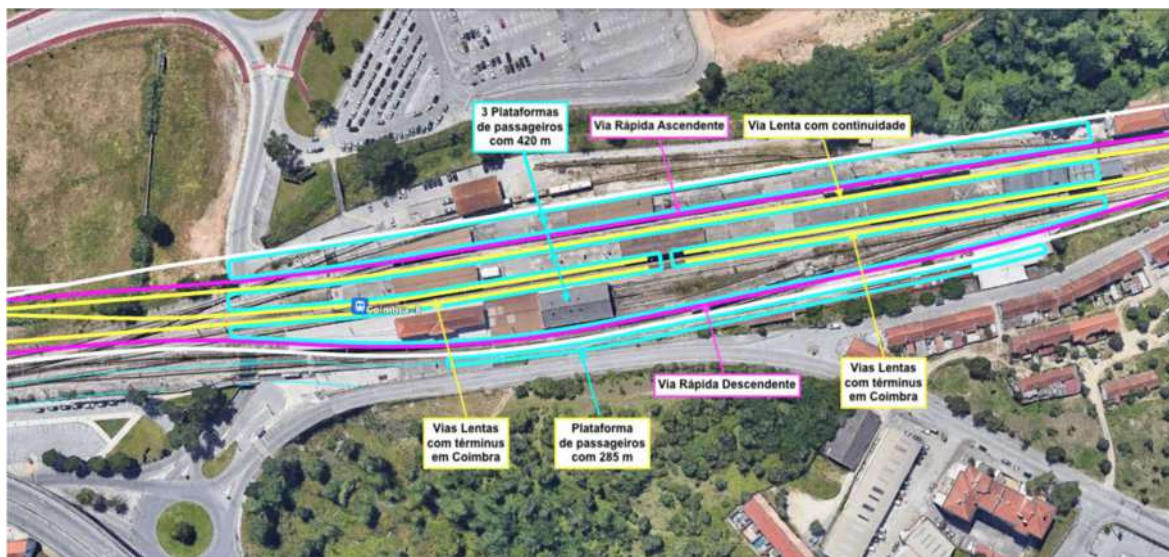 3 Plataformas
de passageiros
com 420 m
Via Rápida Ascendente
Via Lenta com continuidade
Via Rápida Descendente
Vias Lentas
com términus
em Coimbra
Vias Lentas
com términus
em Coimbra
Plataforma
de passageiros
com 285 m